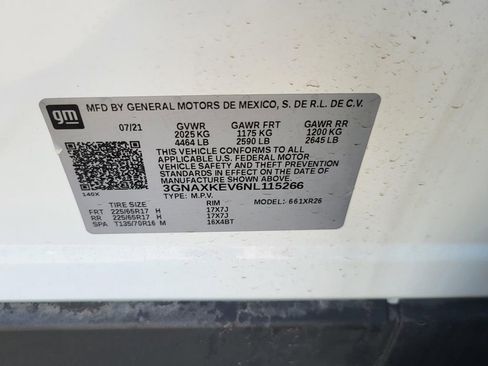 gm
MFD BY GENERAL MOTORS DE MEXICO, S. DE R.L. DE C.V.
07/21 GVWR GAWR FRT GAWR RR
2025 KG 1175 KG 1200 KG
4464 LB 2590 LB 2645 LB
THIS VEHICLE CONFORMS TO ALL
APPLICABLE U.S. FEDERAL MOTOR
VEHICLE SAFETY AND THEFT PREVENTION
STANDARDS IN EFFECT ON THE DATE OF
MANUFACTURE SHOWN ABOVE.
3GNAXKEV6NL115266
140X TYPE: M.P.V. MODEL: 661XR26
TIRE SIZE RIM
FRT 225/65R17 H 17X7J
RR 225/65R17 H 17X7J
SPA T135/70R16 M 16X4BT